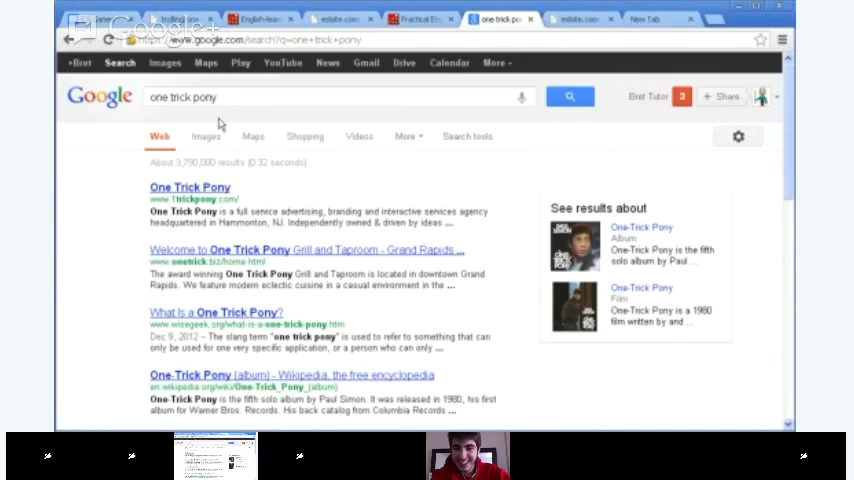 trolling
English-lea
eslsite.com
Practical En
one trick po
eslsite.com
New Tab
Google+
https://www.google.com/search?q=one+trick+pony
+Bret Search Images Maps Play YouTube News Gmail Drive Calendar More
Google one trick pony Bret Tutor 3 + Share
Web Images Maps Shopping Videos More Search tools
About 3,790,000 results (0.32 seconds)
One Trick Pony
www.1trickpony.com/
One Trick Pony is a full service advertising, branding and interactive services agency
headquartered in Hammonton, NJ. Independently owned & driven by ideas ...
Welcome to One Trick Pony Grill and Taproom - Grand Rapids ...
www.onetrick.biz/home.html
The award winning One Trick Pony Grill and Taproom is located in downtown Grand
Rapids. We feature modern eclectic cuisine in a casual environment in the ...
What Is a One Trick Pony?
www.wisegeek.org/what-is-a-one-trick-pony.htm
Dec 9, 2012 – The slang term "one trick pony" is used to refer to something that can
only be used for one very specific application, or a person who can only ...
One-Trick Pony (album) - Wikipedia, the free encyclopedia
en.wikipedia.org/wiki/One-Trick_Pony_(album)
One-Trick Pony is the fifth solo album by Paul Simon. It was released in 1980, his first
album for Warner Bros. Records. His back catalog from Columbia Records ...
See results about
One-Trick Pony
Album
One-Trick Pony is the fifth
solo album by Paul ...
One-Trick Pony
Film
One-Trick Pony is a 1980
film written by and ...